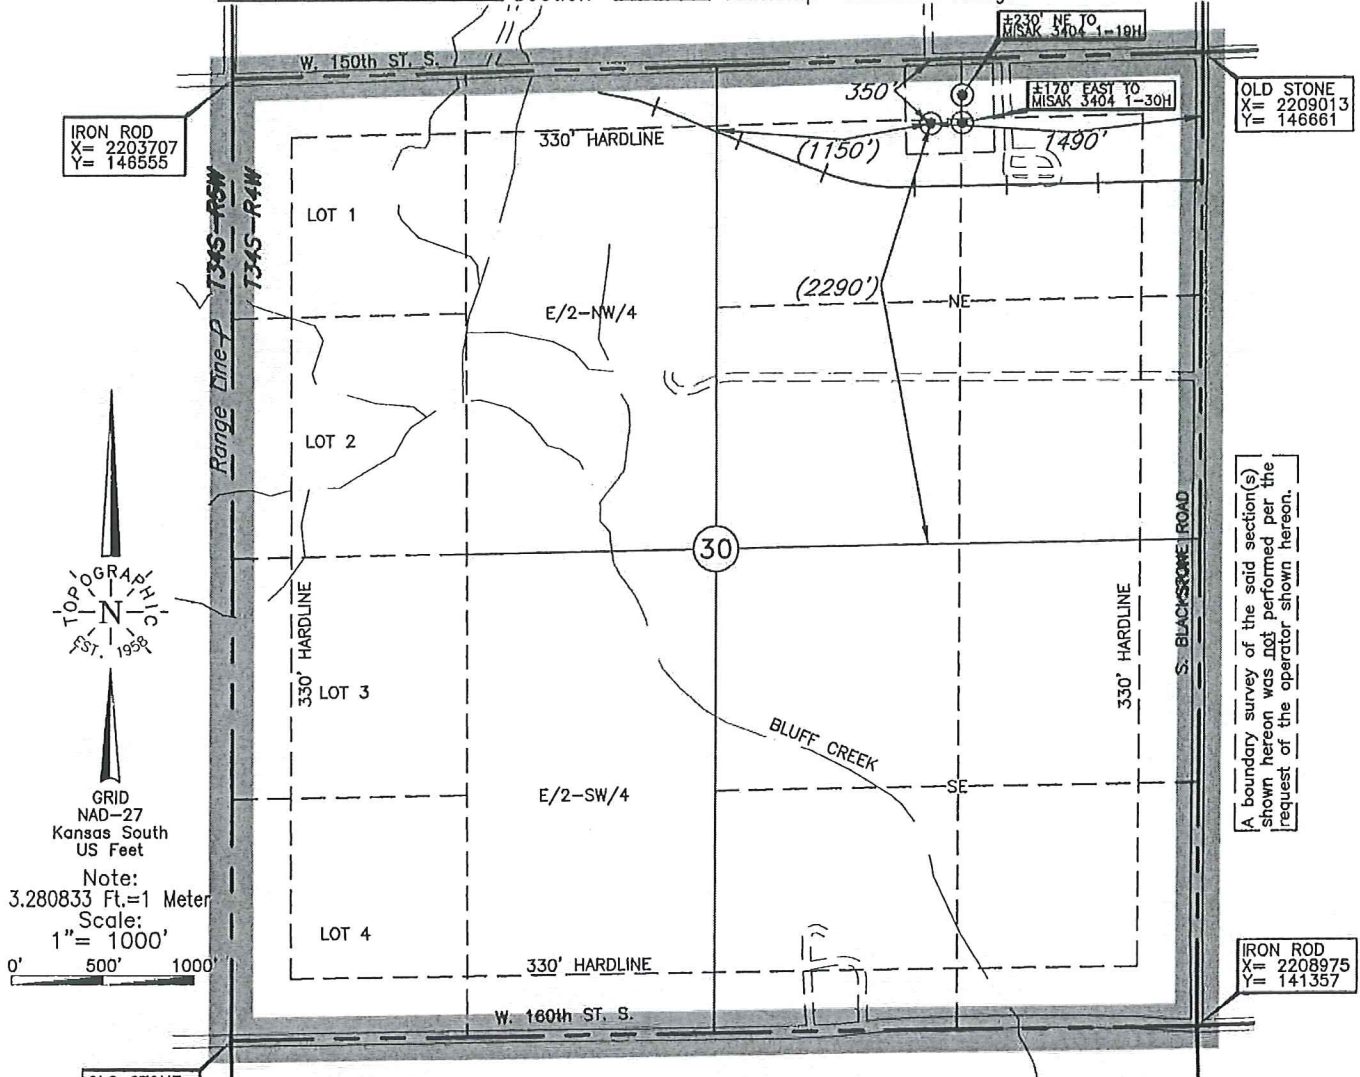 ±230' NE TO
MISAK 3404 1-19H
W. 150th ST. S.
350'
±170' EAST TO
MISAK 3404 1-30H
OLD STONE
X= 2209013
Y= 146661
IRON ROD
X= 2203707
Y= 146555
330' HARDLINE
(1150')
1490'
T34S-R5W
T34S-R4W
LOT 1
(2290')
NE
E/2-NW/4
Range Line
LOT 2
30
S. BLACKSTONE ROAD
A boundary survey of the said section(s)
shown hereon was not performed per the
request of the operator shown hereon.
TOPOGRAPHIC
N
EST. 1958
330' HARDLINE
LOT 3
330' HARDLINE
BLUFF CREEK
SE
E/2-SW/4
GRID
NAD-27
Kansas South
US Feet
Note:
3.280833 Ft.=1 Meter
Scale:
1"= 1000'
0' 500' 1000'
LOT 4
330' HARDLINE
IRON ROD
X= 2208975
Y= 141357
W. 160th ST. S.